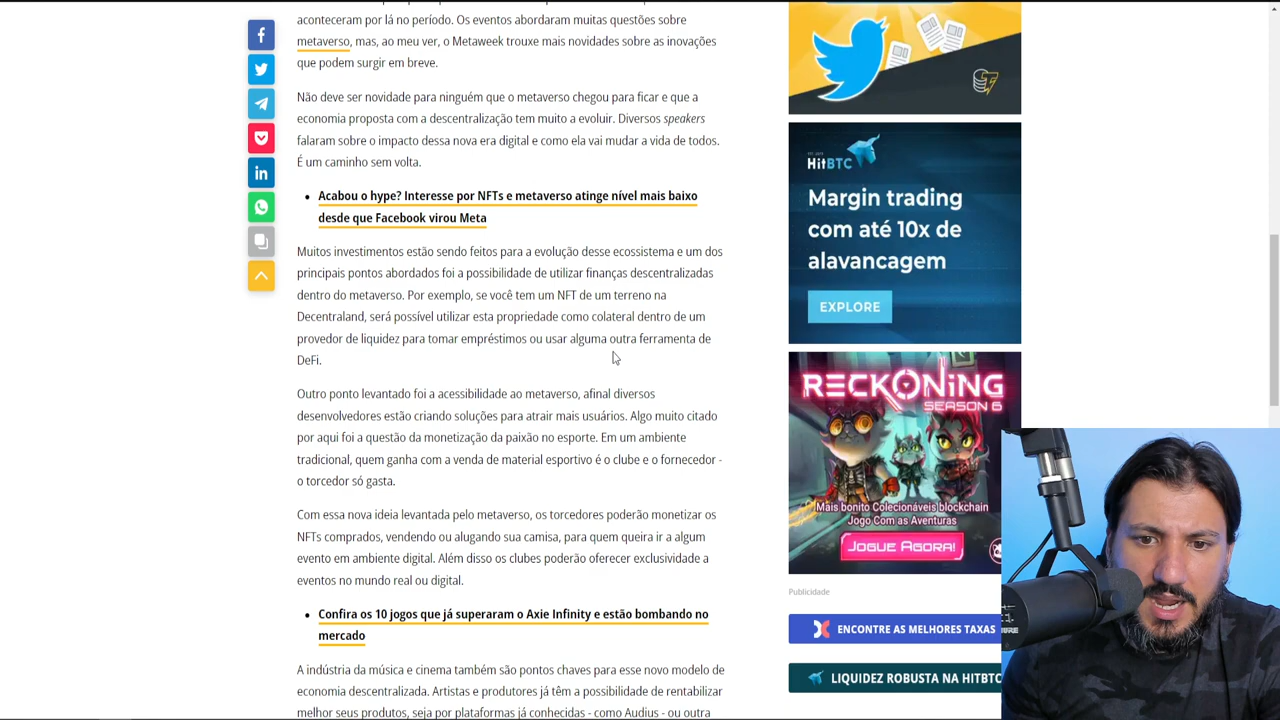 aconteceram por lá no período. Os eventos abordaram muitas questões sobre
metaverso, mas, ao meu ver, o Metaweek trouxe mais novidades sobre as inovações
que podem surgir em breve.
Não deve ser novidade para ninguém que o metaverso chegou para ficar e que a
economia proposta com a descentralização tem muito a evoluir. Diversos speakers
falaram sobre o impacto dessa nova era digital e como ela vai mudar a vida de todos.
É um caminho sem volta.
Acabou o hype? Interesse por NFTs e metaverso atinge nível mais baixo
desde que Facebook virou Meta
Muitos investimentos estão sendo feitos para a evolução desse ecossistema e um dos
principais pontos abordados foi a possibilidade de utilizar finanças descentralizadas
dentro do metaverso. Por exemplo, se você tem um NFT de um terreno na
Decentraland, será possível utilizar esta propriedade como colateral dentro de um
provedor de liquidez para tomar empréstimos ou usar alguma outra ferramenta de
DeFi.
Outro ponto levantado foi a acessibilidade ao metaverso, afinal diversos
desenvolvedores estão criando soluções para atrair mais usuários. Algo muito citado
por aqui foi a questão da monetização da paixão no esporte. Em um ambiente
tradicional, quem ganha com a venda de material esportivo é o clube e o fornecedor -
o torcedor só gasta.
Com essa nova ideia levantada pelo metaverso, os torcedores poderão monetizar os
NFTs comprados, vendendo ou alugando sua camisa, para quem queira ir a algum
evento em ambiente digital. Além disso os clubes poderão oferecer exclusividade a
eventos no mundo real ou digital.
Confira os 10 jogos que já superaram o Axie Infinity e estão bombando no
mercado
A indústria da música e cinema também são pontos chaves para esse novo modelo de
economia descentralizada. Artistas e produtores já têm a possibilidade de rentabilizar
melhor seus produtos, seja por plataformas já conhecidas - como Audius - ou outra
HitBTC
Margin trading
com até 10x de
alavancagem
EXPLORE
RECKONING
SEASON 6
Mais bonito Colecionáveis blockchain
Jogo Com as Aventuras
JOGUE AGORA!
Publicidade
ENCONTRE AS MELHORES TAXAS
LIQUIDEZ ROBUSTA NA HITBTC